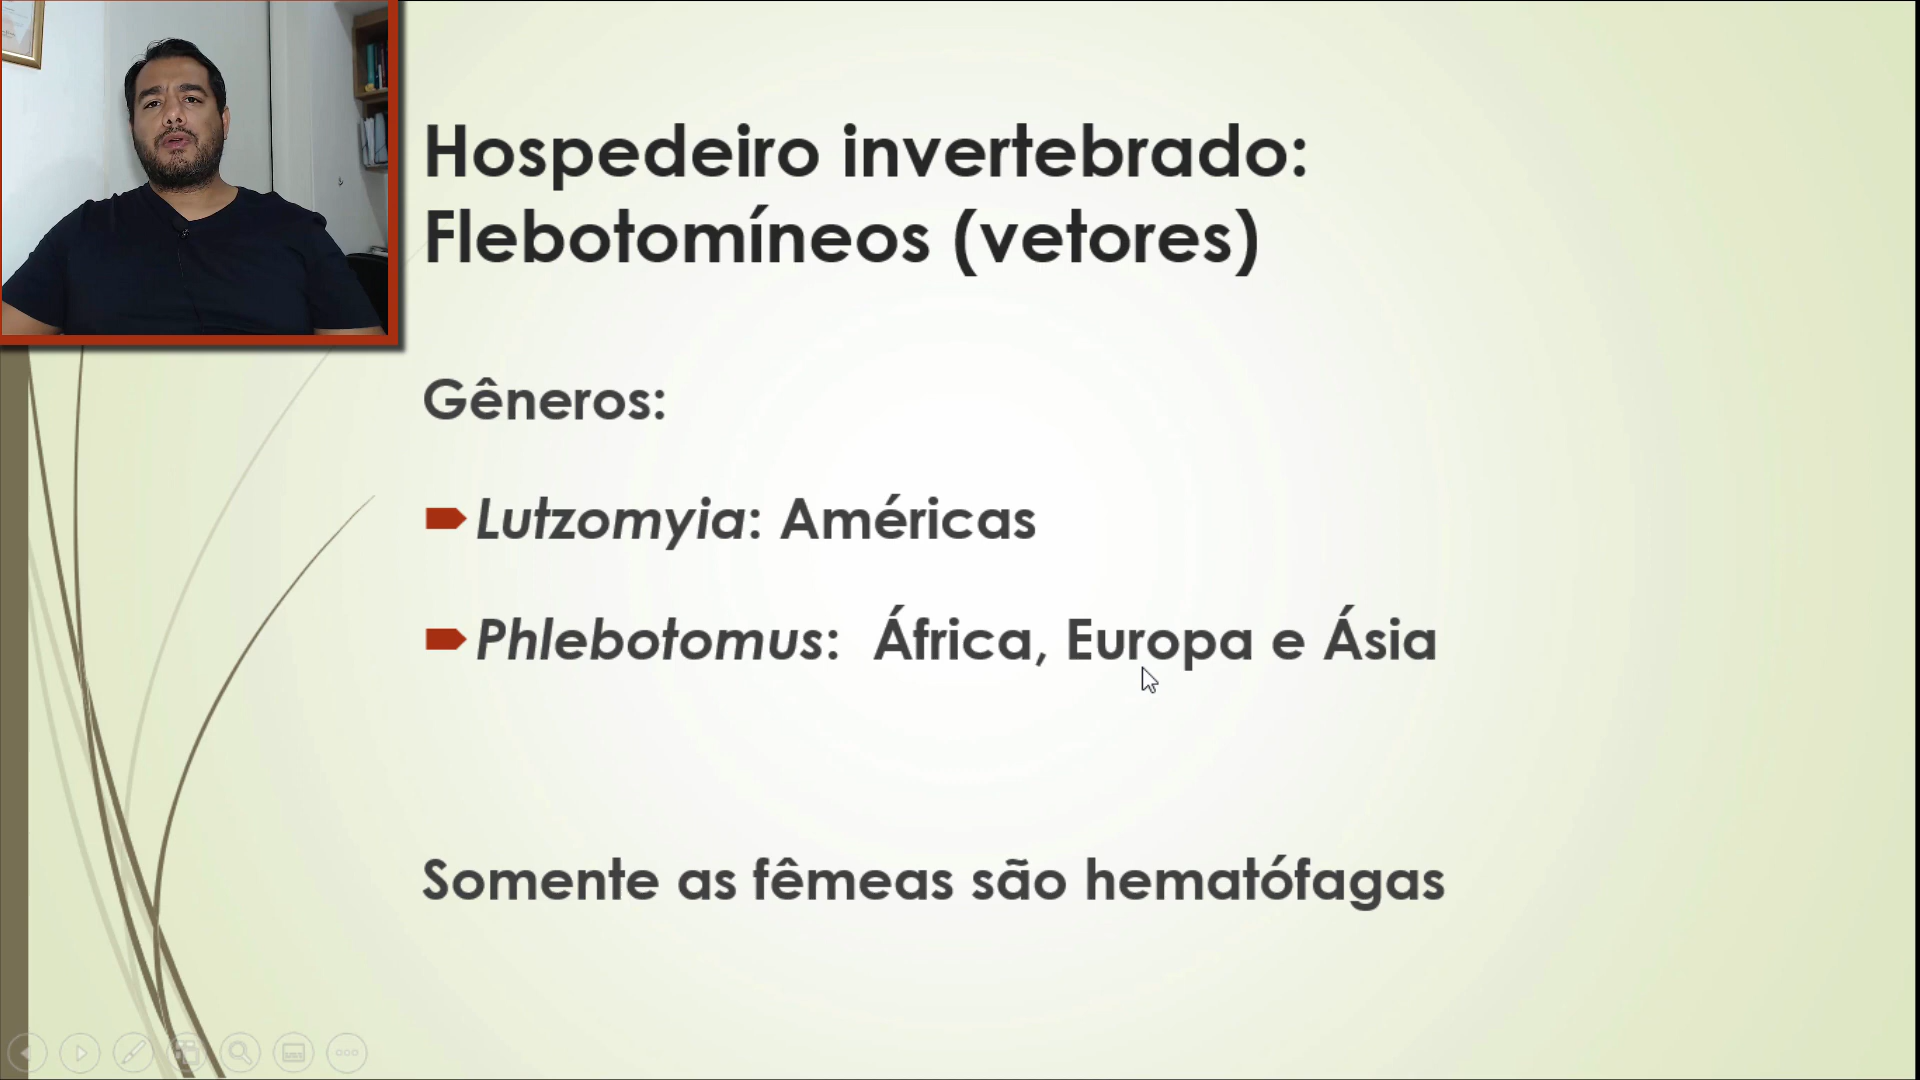 Hospedeiro invertebrado:
Flebotomíneos (vetores)
Gêneros:
Lutzomyia: Américas
Phlebotomus: África, Europa e Ásia
Somente as fêmeas são hematófagas